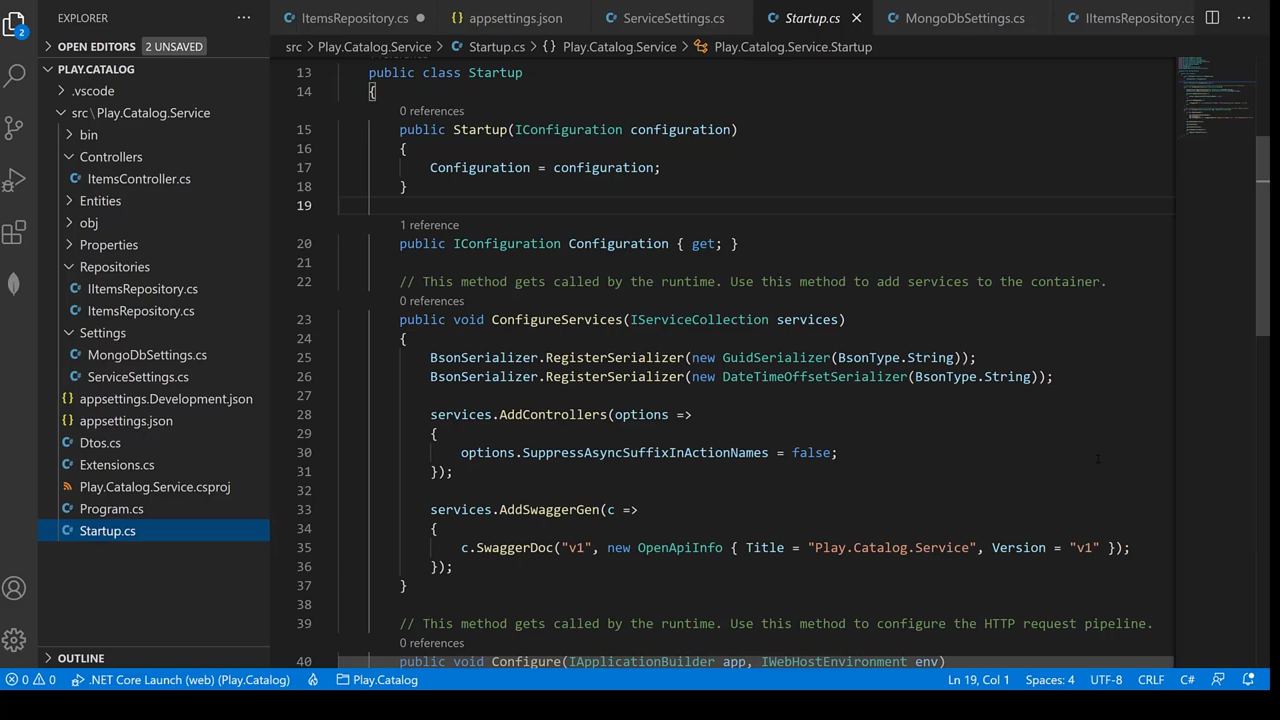 EXPLORER
ItemsRepository.cs
appsettings.json
ServiceSettings.cs
Startup.cs
MongoDbSettings.cs
IItemsRepository.cs
2
OPEN EDITORS 2 UNSAVED
src > Play.Catalog.Service > Startup.cs > {} Play.Catalog.Service > Play.Catalog.Service.Startup
PLAY.CATALOG
.vscode
src \ Play.Catalog.Service
bin
Controllers
ItemsController.cs
Entities
obj
Properties
Repositories
IItemsRepository.cs
ItemsRepository.cs
Settings
MongoDbSettings.cs
ServiceSettings.cs
appsettings.Development.json
appsettings.json
Dtos.cs
Extensions.cs
Play.Catalog.Service.csproj
Program.cs
Startup.cs
OUTLINE
13 public class Startup
14 {
0 references
15 public Startup(IConfiguration configuration)
16 {
17 Configuration = configuration;
18 }
19
1 reference
20 public IConfiguration Configuration { get; }
21
22 // This method gets called by the runtime. Use this method to add services to the container.
0 references
23 public void ConfigureServices(IServiceCollection services)
24 {
25 BsonSerializer.RegisterSerializer(new GuidSerializer(BsonType.String));
26 BsonSerializer.RegisterSerializer(new DateTimeOffsetSerializer(BsonType.String));
27
28 services.AddControllers(options =>
29 {
30 options.SuppressAsyncSuffixInActionNames = false;
31 });
32
33 services.AddSwaggerGen(c =>
34 {
35 c.SwaggerDoc("v1", new OpenApiInfo { Title = "Play.Catalog.Service", Version = "v1" });
36 });
37 }
38
39 // This method gets called by the runtime. Use this method to configure the HTTP request pipeline.
0 references
40 public void Configure(IApplicationBuilder app, IWebHostEnvironment env)
0 0 .NET Core Launch (web) (Play.Catalog) Play.Catalog Ln 19, Col 1 Spaces: 4 UTF-8 CRLF C#